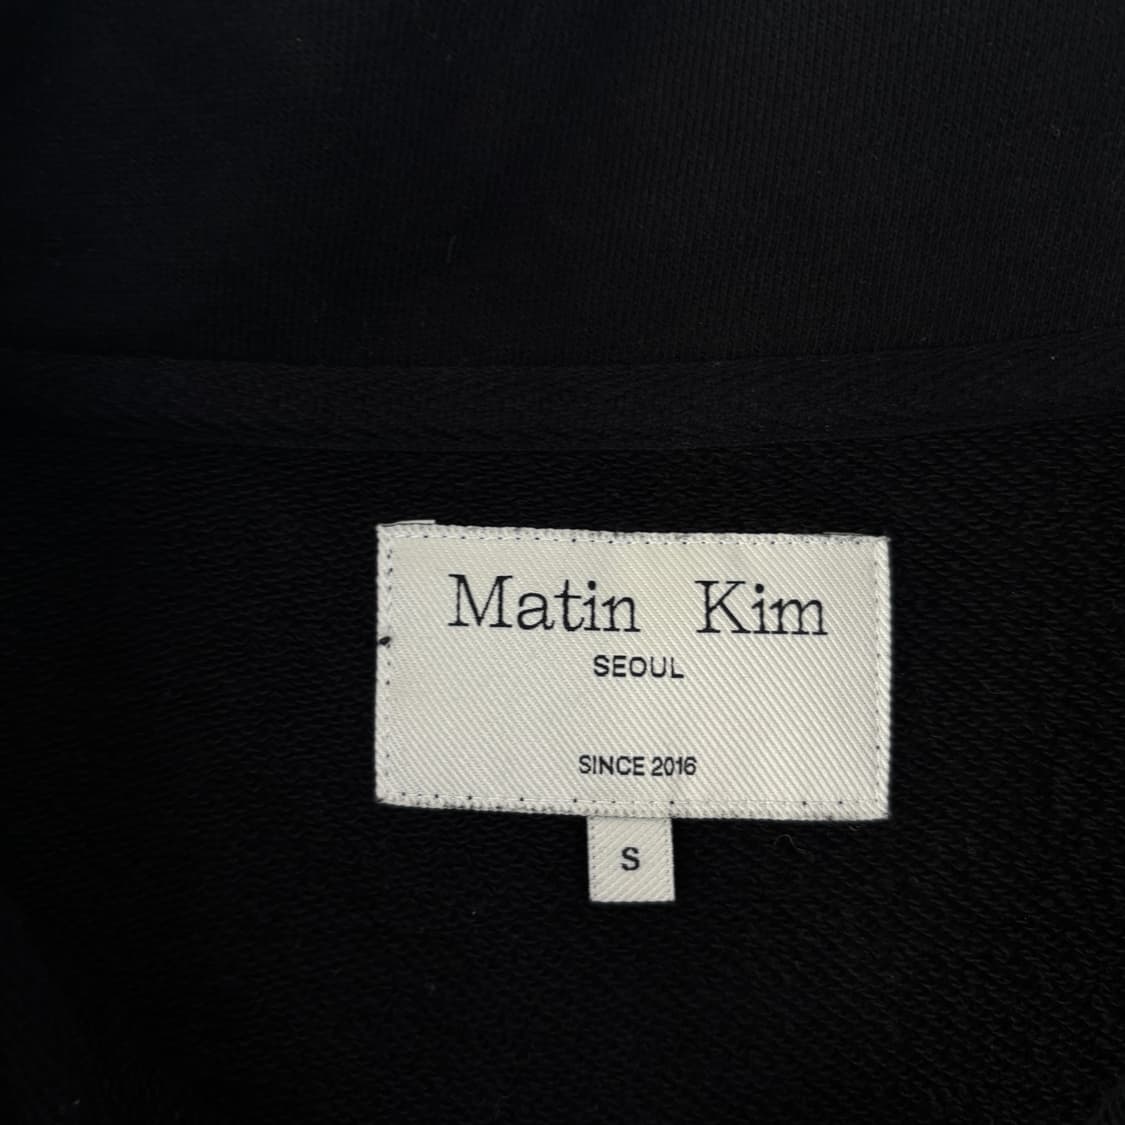 Matin Kim
SEOUL
SINCE 2016
S